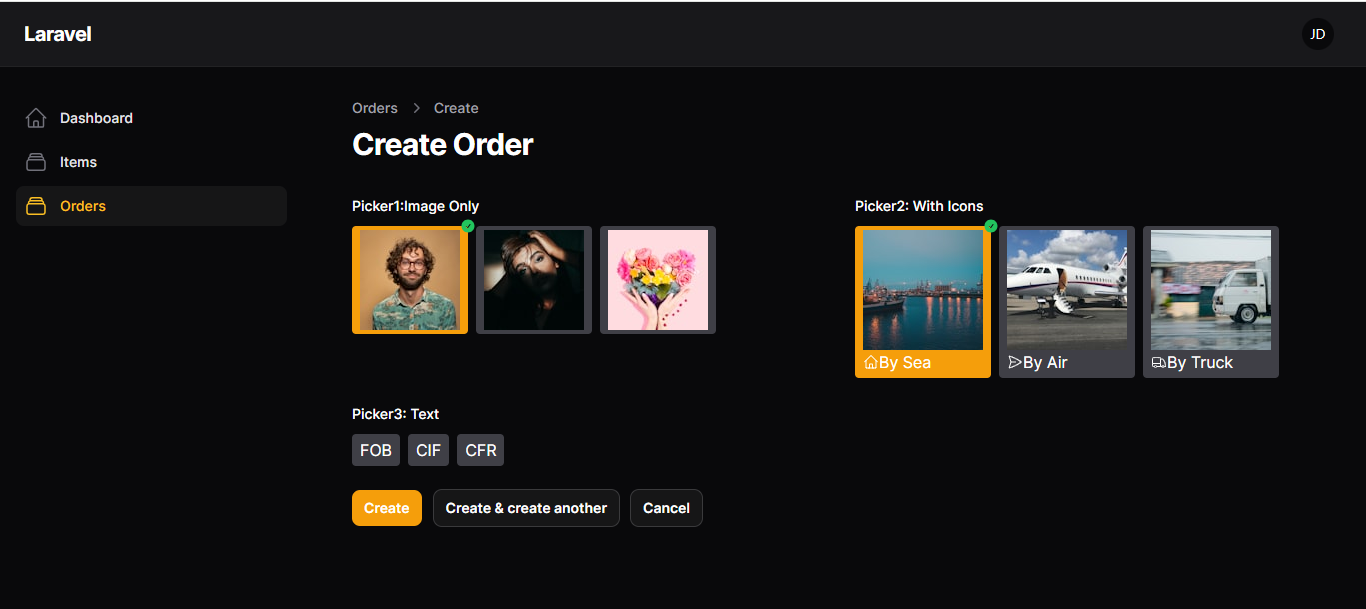 Laravel
JD
Dashboard
Items
Orders
Orders > Create
Create Order
Picker1:Image Only
Picker2: With Icons
By Sea
By Air
By Truck
Picker3: Text
FOB CIF CFR
Create Create & create another Cancel